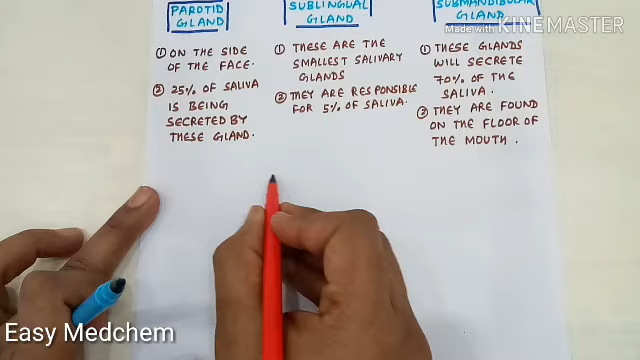 PAROTID
GLAND
① ON THE SIDE
OF THE FACE.
② 25% OF SALIVA
IS BEING
SECRETED BY
THESE GLAND.
SUBLINGUAL
GLAND
① THESE ARE THE
SMALLEST SALIVARY
GLANDS
② THEY ARE RESPONSIBLE
FOR 5% OF SALIVA.
SUBMANDIBULAR
GLAND
Made with KINEMASTER
① THESE GLANDS
WILL SECRETE
70% OF THE
SALIVA.
② THEY ARE FOUND
ON THE FLOOR OF
THE MOUTH.
Easy Medchem